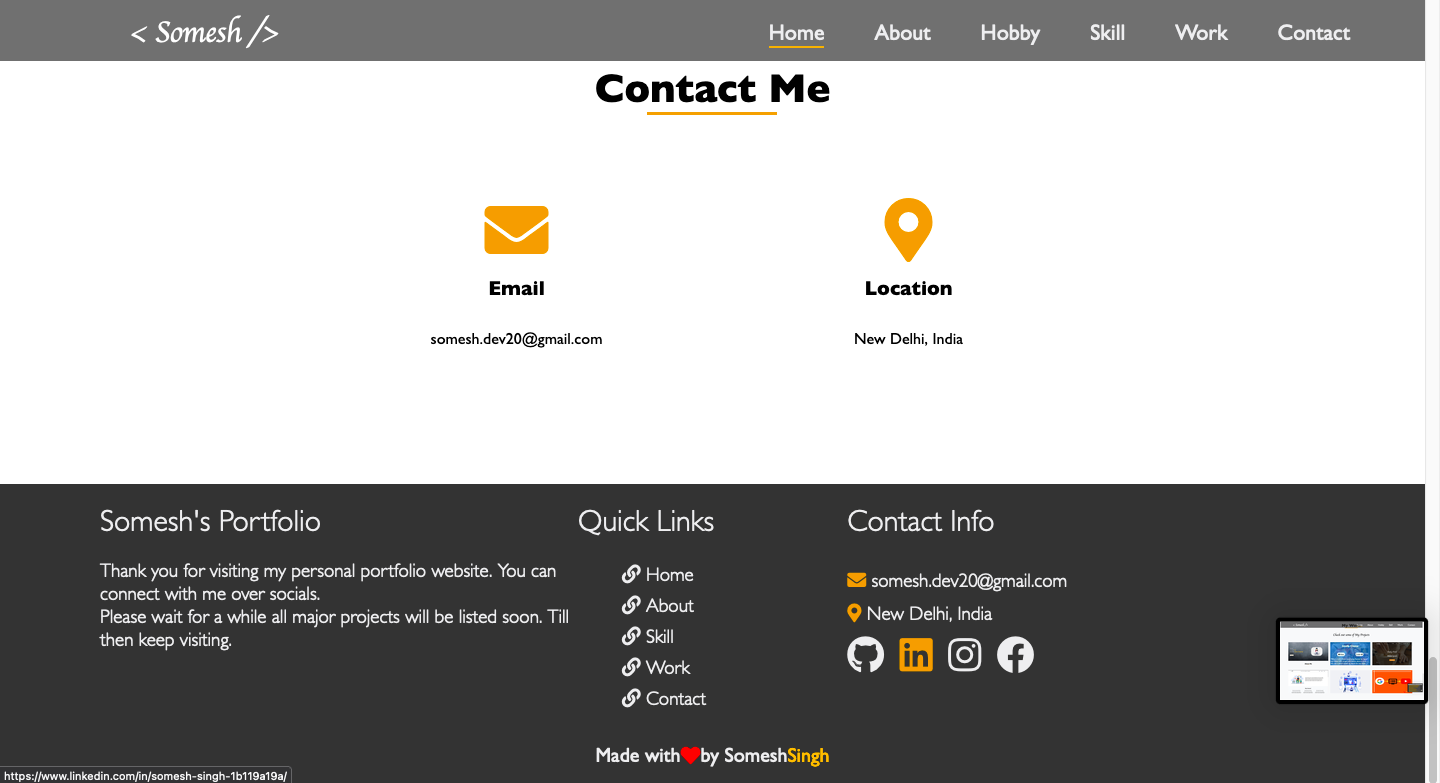 < Somesh />
Home About Hobby Skill Work Contact
Contact Me
Email
somesh.dev20@gmail.com
Location
New Delhi, India
Somesh's Portfolio
Thank you for visiting my personal portfolio website. You can
connect with me over socials.
Please wait for a while all major projects will be listed soon. Till
then keep visiting.
Quick Links
Home
About
Skill
Work
Contact
Contact Info
somesh.dev20@gmail.com
New Delhi, India
Made with by SomeshSingh
https://www.linkedin.com/in/somesh-singh-1b119a19a/